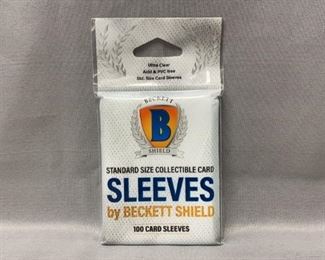 Ultra Clear
Acid & PVC free
Std. Size Card Sleeves
BECKETT
B
SHIELD
STANDARD SIZE COLLECTIBLE CARD
SLEEVES
by BECKETT SHIELD
100 CARD SLEEVES